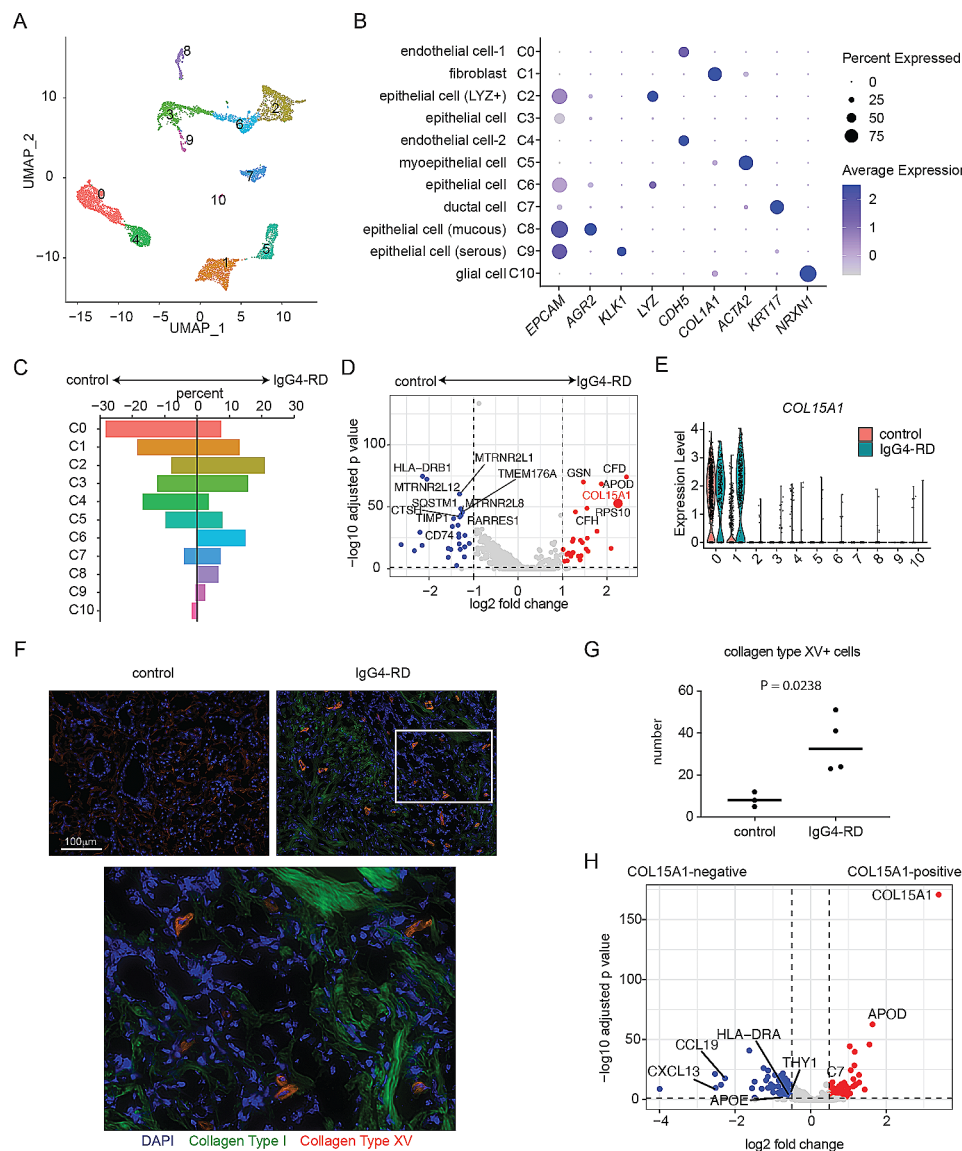 A
UMAP_2
10
0
−10
8
3
2
6
9
7
0
10
4
5
1
−15 −10 −5 0 5 10
UMAP_1
B
endothelial cell-1 C0
fibroblast C1
epithelial cell (LYZ+) C2
epithelial cell C3
endothelial cell-2 C4
myoepithelial cell C5
epithelial cell C6
ductal cell C7
epithelial cell (mucous) C8
epithelial cell (serous) C9
glial cell C10
EPCAM AGR2 KLK1 LYZ CDH5 COL1A1 ACTA2 KRT17 NRXN1
Percent Expressed
0
25
50
75
Average Expression
2
1
0
C
control IgG4-RD
percent
−30 −20 −10 0 10 20 30
C0
C1
C2
C3
C4
C5
C6
C7
C8
C9
C10
D
control IgG4-RD
−log10 adjusted p value
100
50
0
HLA−DRB1
MTRNR2L1
MTRNR2L12
TMEM176A
SQSTM1
MTRNR2L8
CTSH
TIMP1
RARRES1
CD74
GSN
CFD
APOD
COL15A1
RPS10
CFH
−2 −1 0 1 2
log2 fold change
E
COL15A1
Expression Level
4
3
2
1
0
control
IgG4-RD
0 1 2 3 4 5 6 7 8 9 10
F
control IgG4-RD
100μm
DAPI Collagen Type I Collagen Type XV
G
collagen type XV+ cells
P = 0.0238
number
60
40
20
0
control IgG4-RD
H
COL15A1-negative COL15A1-positive
−log10 adjusted p value
150
100
50
0
COL15A1
APOD
HLA−DRA
CCL19
THY1
C7
CXCL13
APOE
−4 −2 0 2 4
log2 fold change